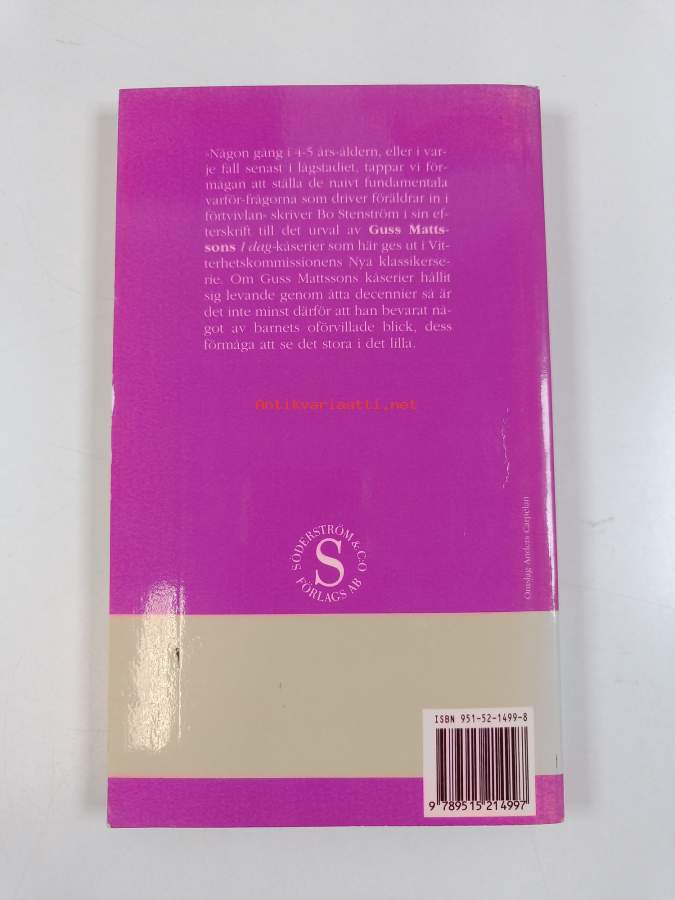 »Någon gång i 4-5 års-åldern, eller i var-
je fall senast i lågstadiet, tappar vi för-
mågan att ställa de naivt fundamentala
varför-frågorna som driver föräldrar in i
förtvivlan» skriver Bo Stenström i sin ef-
terskrift till det urval av Guss Matts-
sons I dag-kåserier som här ges ut i Vit-
terhetskommissionens Nya klassikerse-
rie. Om Guss Mattssons kåserier hållit
sig levande genom åtta decennier så är
det inte minst därför att han bevarat nå-
got av barnets oförvillade blick, dess
förmåga att se det stora i det lilla.
Antikvariaatti.net
SÖDERSTRÖM & C:O
S
FÖRLAGS AB
Omslag Anders Carpelan
ISBN 951-52-1499-8
9 789515 214997